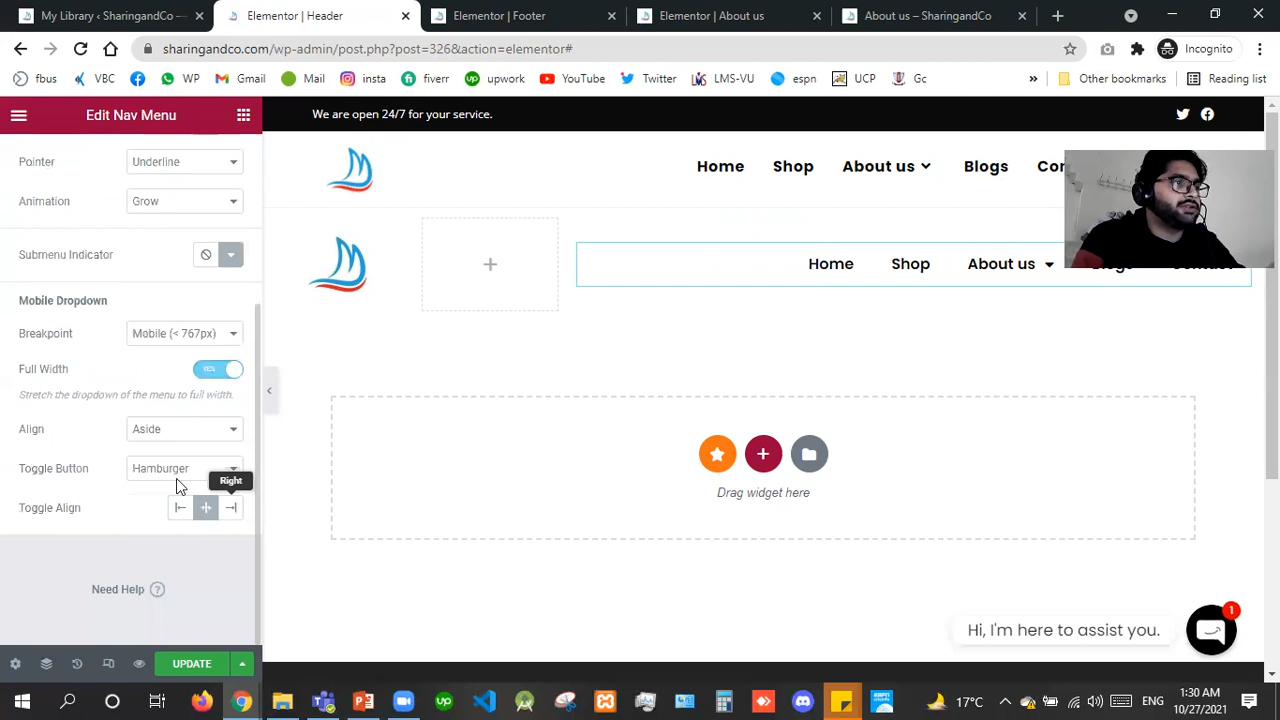 My Library ‹ SharingandCo
Elementor | Header
Elementor | Footer
Elementor | About us
About us – SharingandCo
sharingandco.com/wp-admin/post.php?post=326&action=elementor#
Incognito
fbus
VBC
WP
Gmail
Mail
insta
fiverr
upwork
YouTube
Twitter
LMS-VU
espn
UCP
Gc
»
Other bookmarks
Reading list
Edit Nav Menu
We are open 24/7 for your service.
Pointer
Underline
Home
Shop
About us
Blogs
Animation
Grow
Submenu Indicator
Home
Shop
About us
Mobile Dropdown
Breakpoint
Mobile (< 767px)
Full Width
YES
Stretch the dropdown of the menu to full width.
Align
Aside
Toggle Button
Hamburger
Right
Toggle Align
Drag widget here
Need Help
?
1
Hi, I'm here to assist you.
UPDATE
17°C
ENG
1:30 AM
10/27/2021